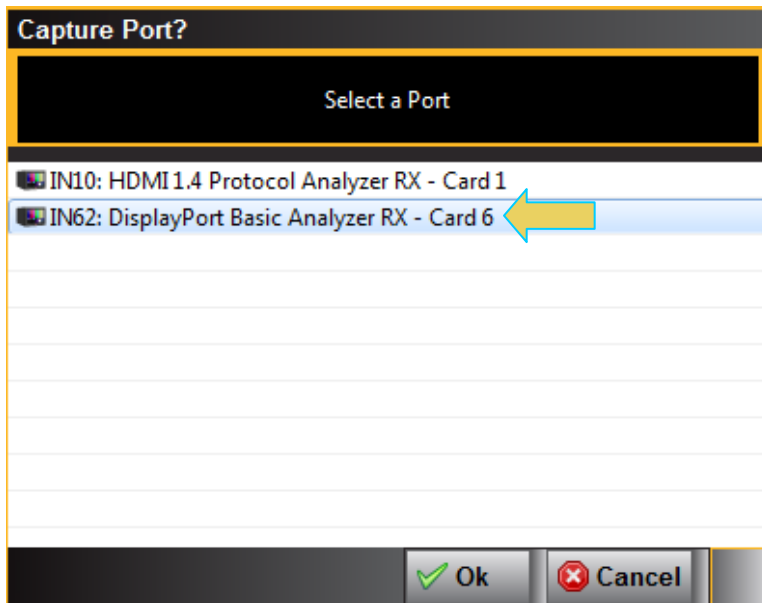 Capture Port?
Select a Port
IN10: HDMI 1.4 Protocol Analyzer RX - Card 1
IN62: DisplayPort Basic Analyzer RX - Card 6
Ok
Cancel